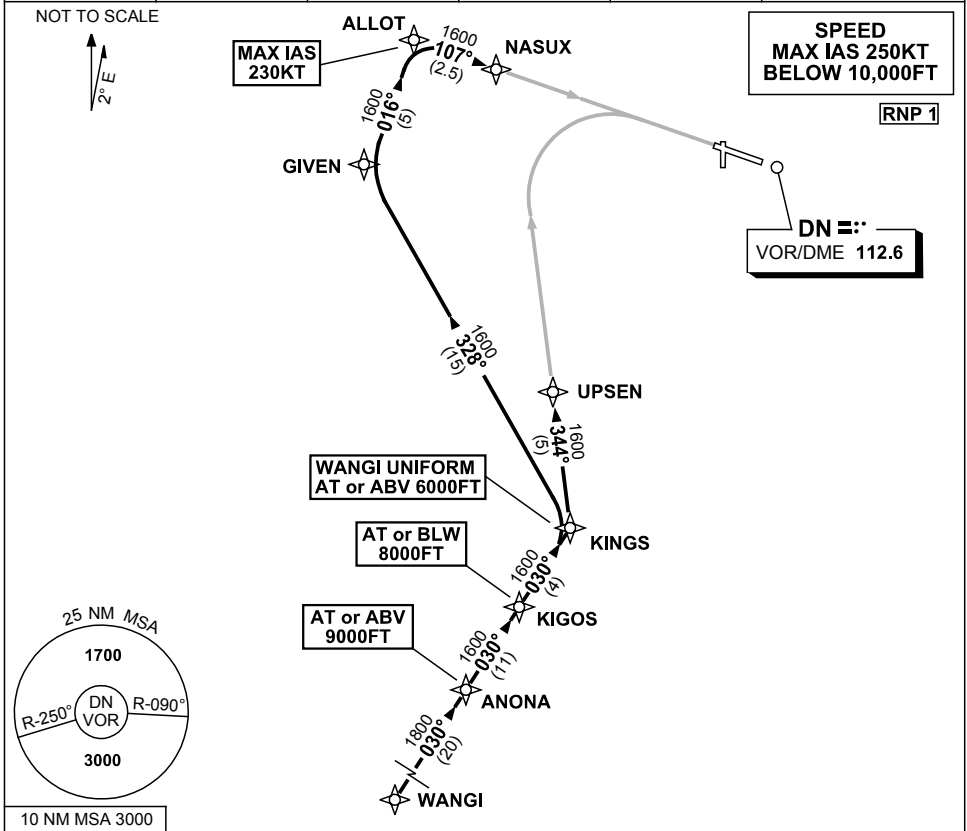 NOT TO SCALE
2° E
ALLOT
MAX IAS
230KT
1600
107°
(2.5)
NASUX
SPEED
MAX IAS 250KT
BELOW 10,000FT
RNP 1
1600
016°
(5)
GIVEN
DN
VOR/DME 112.6
1600
328°
(15)
UPSEN
1600
344°
(5)
WANGI UNIFORM
AT or ABV 6000FT
KINGS
AT or BLW
8000FT
1600
030°
(4)
KIGOS
AT or ABV
9000FT
1600
030°
(11)
ANONA
1800
030°
(20)
WANGI
25 NM MSA
1700
R-250°
DN
VOR
R-090°
3000
10 NM MSA 3000